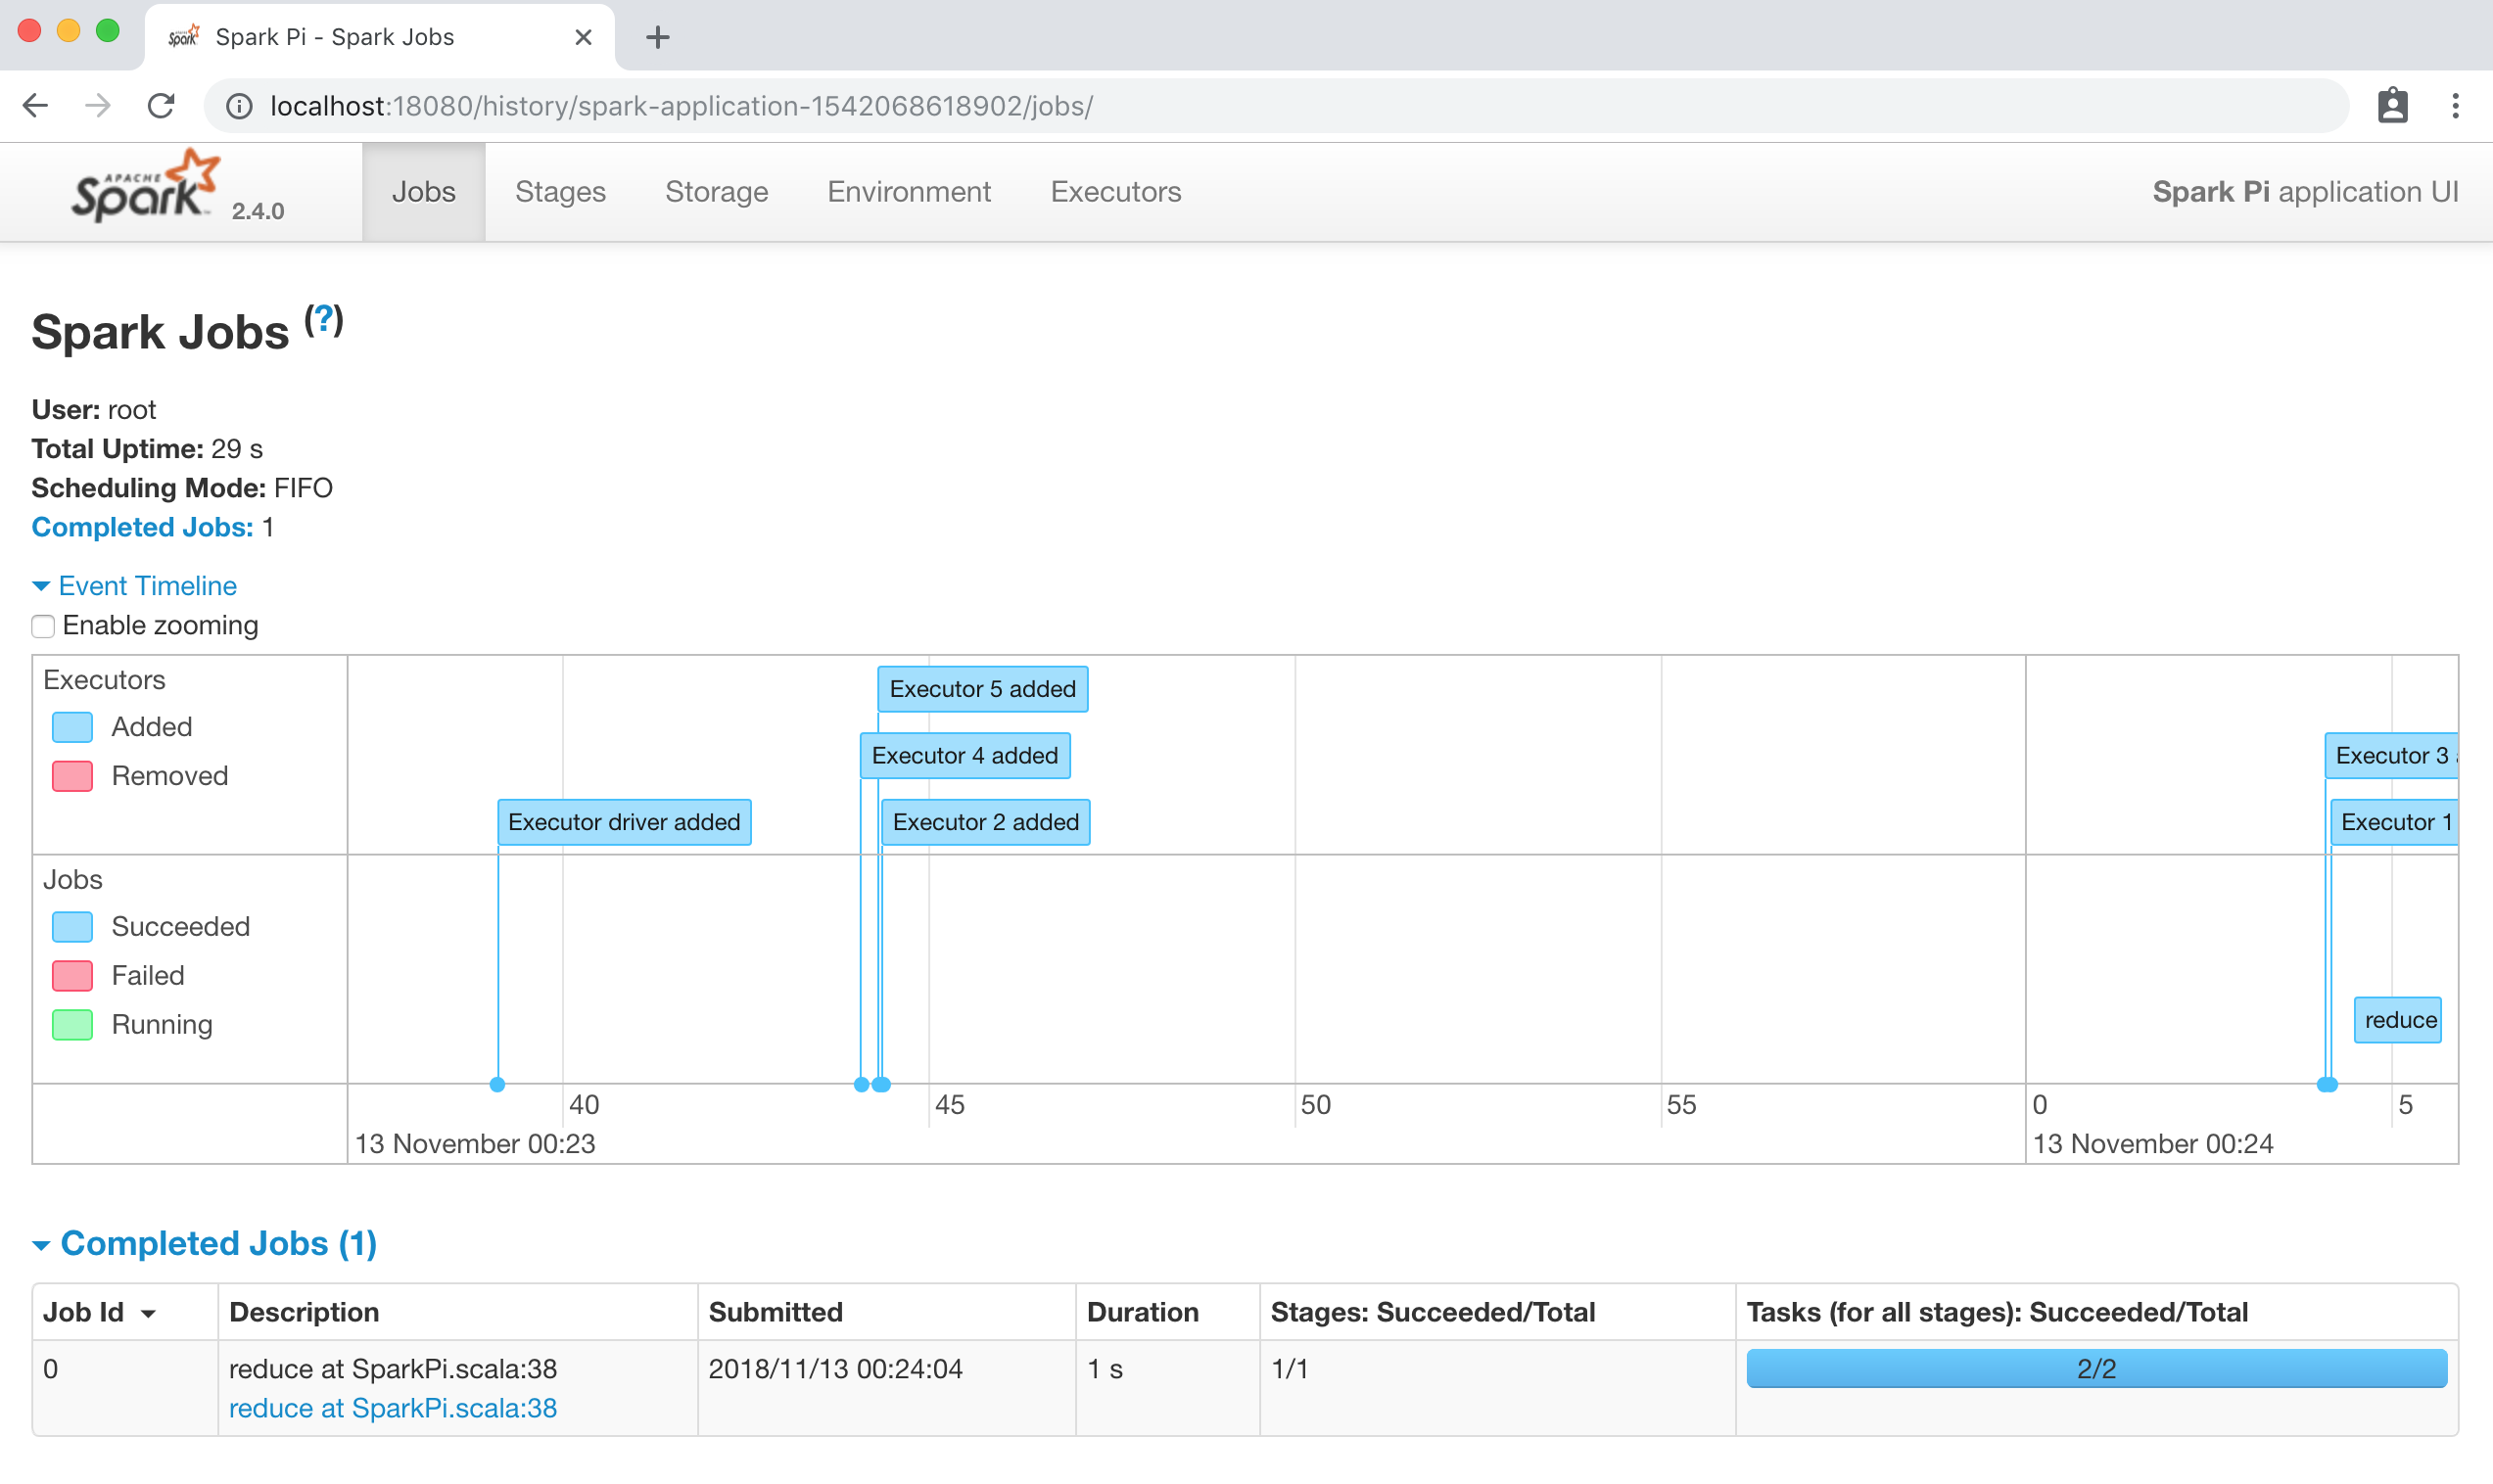 Spark Spark Pi - Spark Jobs
localhost:18080/history/spark-application-1542068618902/jobs/
APACHE Spark 2.4.0 Jobs Stages Storage Environment Executors Spark Pi application UI
Spark Jobs (?)
User: root
Total Uptime: 29 s
Scheduling Mode: FIFO
Completed Jobs: 1
Event Timeline
Enable zooming
Executors
Added
Removed
Executor 5 added
Executor 4 added
Executor 3
Executor driver added
Executor 2 added
Executor 1
Jobs
Succeeded
Failed
Running
reduce
40 45 50 55 0 5
13 November 00:23 13 November 00:24
Completed Jobs (1)
Job Id Description Submitted Duration Stages: Succeeded/Total Tasks (for all stages): Succeeded/Total
0 reduce at SparkPi.scala:38 2018/11/13 00:24:04 1 s 1/1 2/2
reduce at SparkPi.scala:38